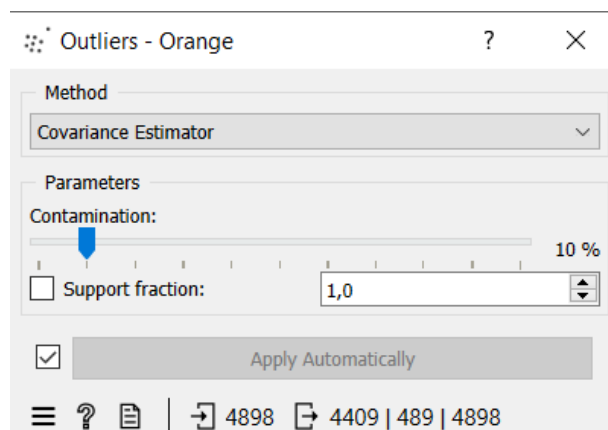 Outliers - Orange ?
Method
Covariance Estimator
Parameters
Contamination:
10 %
Support fraction: 1,0
Apply Automatically
? 4898 4409 | 489 | 4898